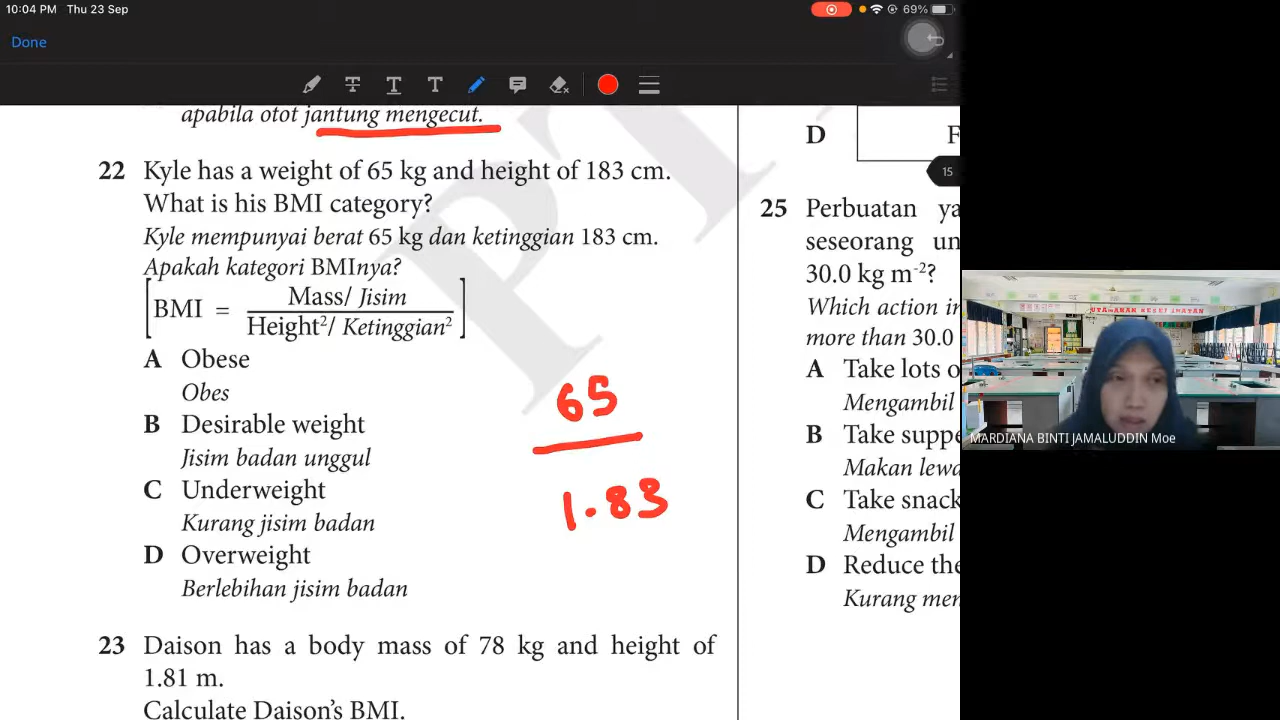 10:04 PM Thu 23 Sep
69%
Done
T T T
apabila otot jantung mengecut.
22 Kyle has a weight of 65 kg and height of 183 cm.
What is his BMI category?
Kyle mempunyai berat 65 kg dan ketinggian 183 cm.
Apakah kategori BMInya?
BMI = Mass/ Jisim
Height²/ Ketinggian²
A Obese
Obes
B Desirable weight
Jisim badan unggul
C Underweight
Kurang jisim badan
D Overweight
Berlebihan jisim badan
65
1.83
23 Daison has a body mass of 78 kg and height of
1.81 m.
Calculate Daison's BMI.
D F
15
25 Perbuatan ya
seseorang un
30.0 kg m⁻²?
Which action in
more than 30.0
A Take lots o
Mengambil
B Take suppe
Makan lewa
C Take snack
Mengambil
D Reduce the
Kurang men
MARDIANA BINTI JAMALUDDIN Moe